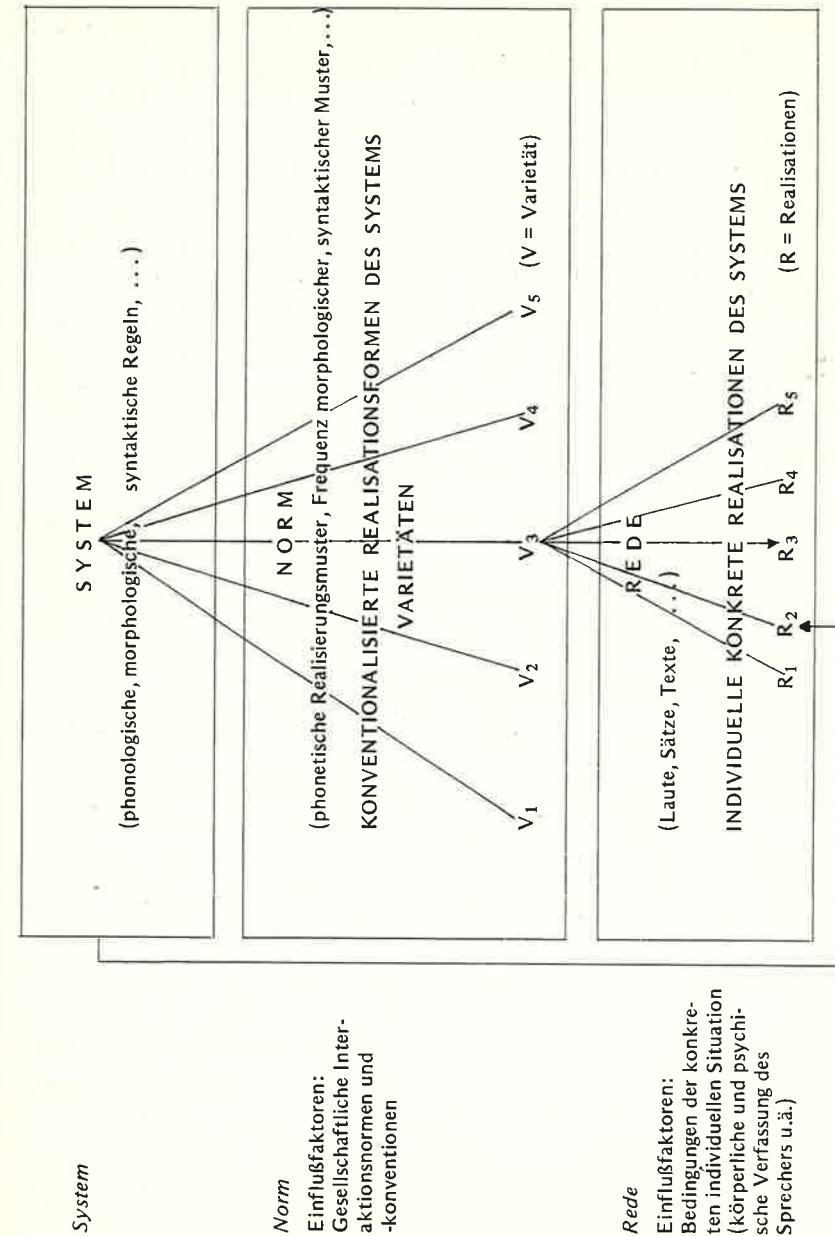 System
Norm
Einflußfaktoren:
Gesellschaftliche Inter-
aktionsnormen und
-konventionen
Rede
Einflußfaktoren:
Bedingungen der konkre-
ten individuellen Situation
(körperliche und psychi-
sche Verfassung des
Sprechers u.ä.)
SYSTEM
(phonologische, morphologische, syntaktische Regeln, ...)
NORM
(phonetische Realisierungsmuster, Frequenz morphologischer, syntaktischer Muster, ...)
KONVENTIONALISIERTE REALISATIONSFORMEN DES SYSTEMS
VARIETÄTEN
V1 V2 V3 V4 V5 (V = Varietät)
REDE
(Laute, Sätze, Texte, ...)
INDIVIDUELLE KONKRETE REALISATIONEN DES SYSTEMS
R1 R2 R3 R4 R5 (R = Realisationen)